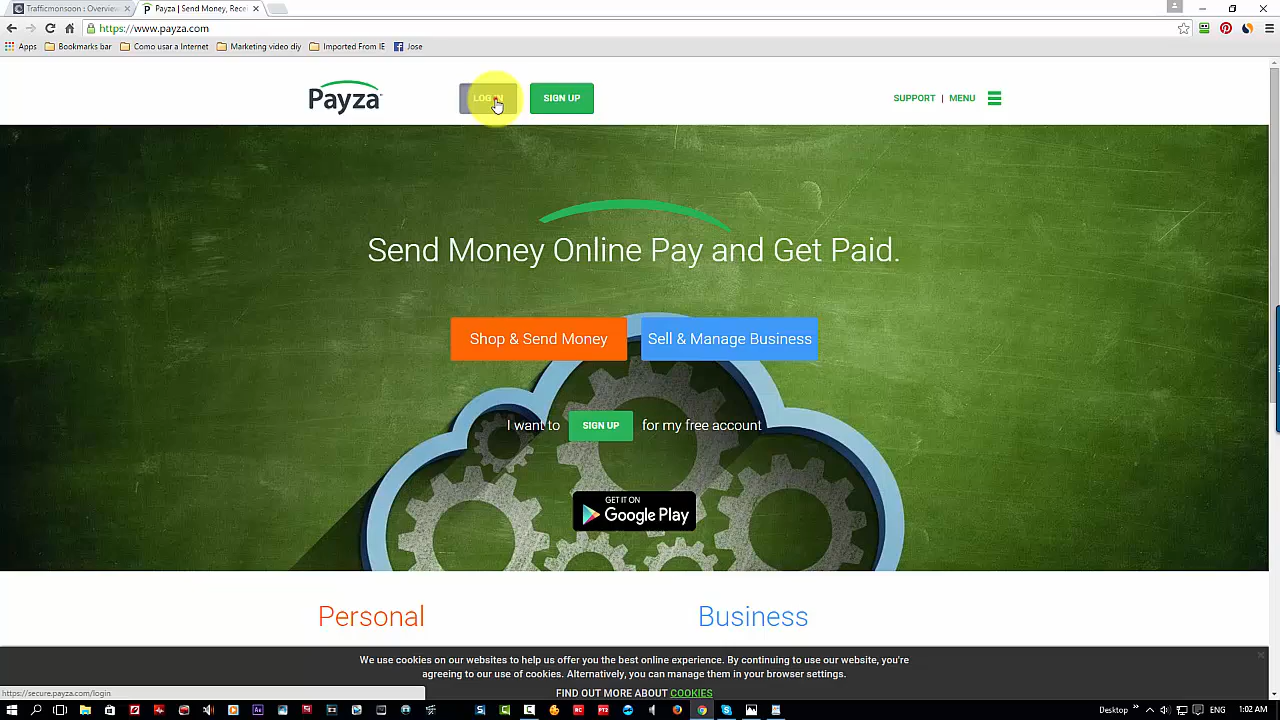 Trafficmonsoon : Overview
Payza | Send Money, Rece
https://www.payza.com
Apps
Bookmarks bar
Como usar a Internet
Marketing video diy
Imported From IE
Jose
Payza
LOG IN
SIGN UP
SUPPORT | MENU
Send Money Online Pay and Get Paid.
Shop & Send Money
Sell & Manage Business
I want to SIGN UP for my free account
GET IT ON
Google Play
Personal
Business
We use cookies on our websites to help us offer you the best online experience. By continuing to use our website, you're
agreeing to our use of cookies. Alternatively, you can manage them in your browser settings.
FIND OUT MORE ABOUT COOKIES
https://secure.payza.com/login
Desktop
ENG
1:02 AM